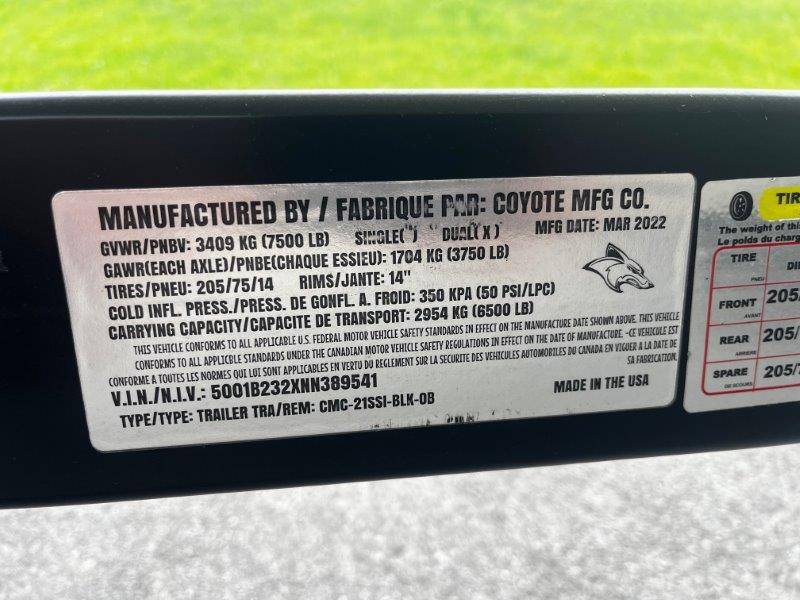 MANUFACTURED BY / FABRIQUE PAR: COYOTE MFG CO.
GVWR/PNBV: 3409 KG (7500 LB) SINGLE( ) DUAL( X ) MFG DATE: MAR 2022
GAWR(EACH AXLE)/PNBE(CHAQUE ESSIEU): 1704 KG (3750 LB)
TIRES/PNEU: 205/75/14 RIMS/JANTE: 14"
COLD INFL. PRESS./PRESS. DE GONFL. A. FROID: 350 KPA (50 PSI/LPC)
CARRYING CAPACITY/CAPACITE DE TRANSPORT: 2954 KG (6500 LB)
THIS VEHICLE CONFORMS TO ALL APPLICABLE U.S. FEDERAL MOTOR VEHICLE SAFETY STANDARDS IN EFFECT ON THE MANUFACTURE DATE SHOWN ABOVE. THIS VEHICLE
CONFORMS TO ALL APPLICBLE STANDARDS UNDER THE CANADIAN MOTOR VEHICLE SAFETY REGULATIONS IN EFFECT ON THE DATE OF MANUFACTURE. -CE VEHICULE EST
CONFORME A TOUTES LES NORMES QUI LUI SONT APPLICABLES EN VERTU DU REGLEMENT SUR LA SECURITE DES VEHICULES AUTOMOBILES DU CANADA EN VIGUER A LA DATE DE
SA FABRICATION.
V.I.N./N.I.V.: 5001B232XNN389541
MADE IN THE USA
TYPE/TYPE: TRAILER TRA/REM: CMC-21SSI-BLK-OB
TIR
The weight of
Le poids du charg
TIRE
PNEU
DI
FRONT 205
AVANT
REAR 205/
ARRIERE
SPARE 205/
DE SECOURS